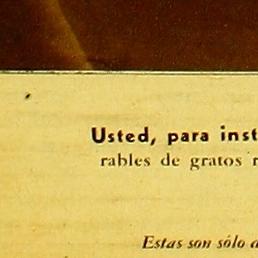 Usted, para inst
rables de gratos r
Estas son sólo